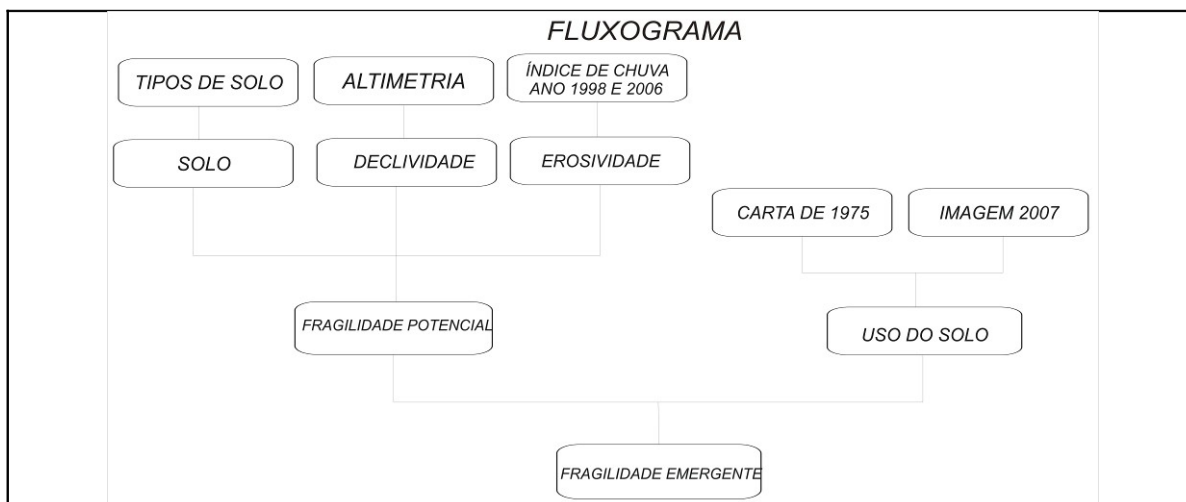 FLUXOGRAMA
TIPOS DE SOLO
ALTIMETRIA
ÍNDICE DE CHUVA
ANO 1998 E 2006
SOLO
DECLIVIDADE
EROSIVIDADE
CARTA DE 1975
IMAGEM 2007
FRAGILIDADE POTENCIAL
USO DO SOLO
FRAGILIDADE EMERGENTE